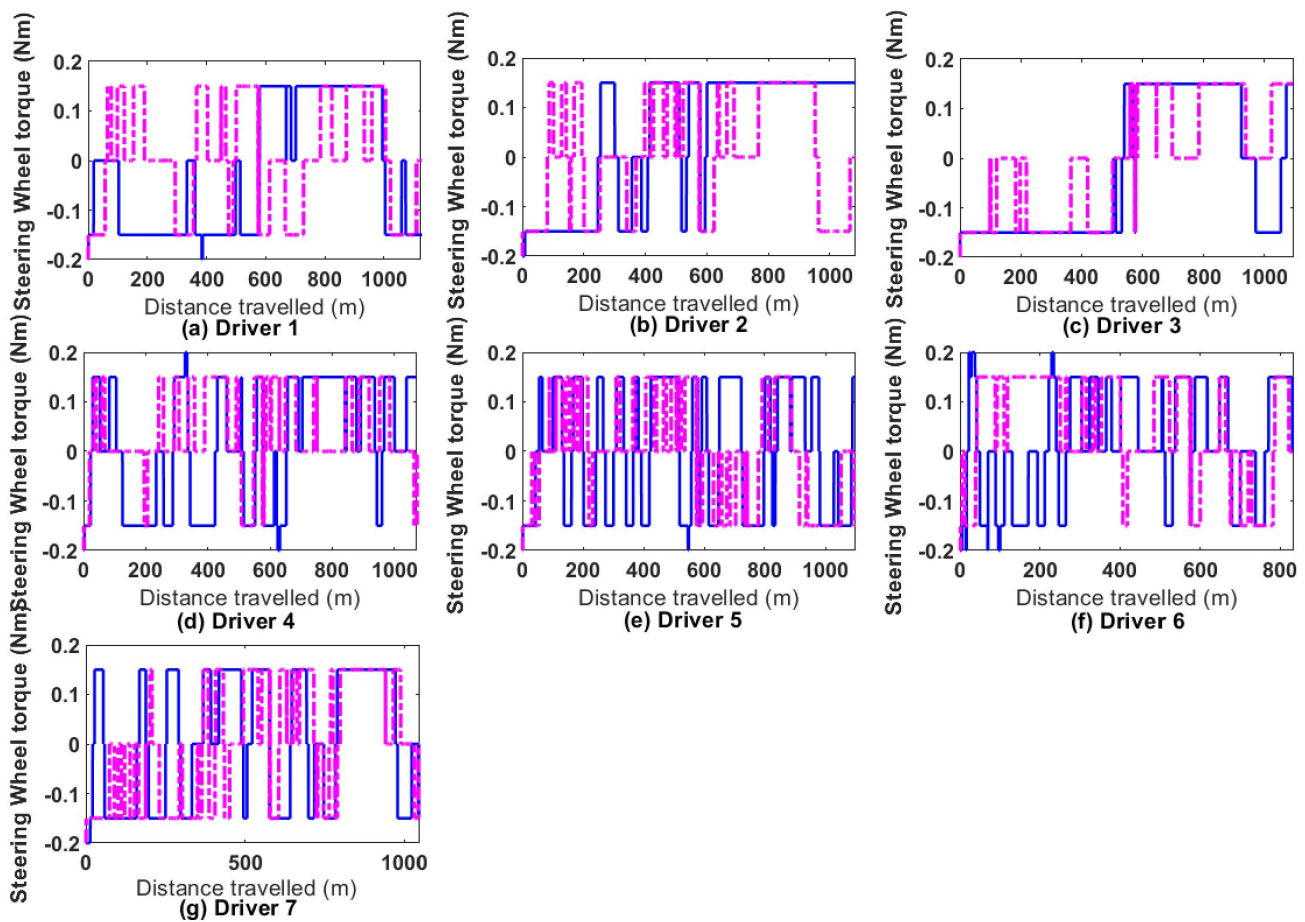 Steering Wheel torque (Nm)
0.2
0.1
0
-0.1
-0.2
0 200 400 600 800 1000
Distance travelled (m)
(a) Driver 1
Steering Wheel torque (Nm)
0.2
0.1
0
-0.1
-0.2
0 200 400 600 800 1000
Distance travelled (m)
(b) Driver 2
Steering Wheel torque (Nm)
0.2
0.1
0
-0.1
-0.2
0 200 400 600 800 1000
Distance travelled (m)
(c) Driver 3
Steering Wheel torque (Nm)
0.2
0.1
0
-0.1
-0.2
0 200 400 600 800 1000
Distance travelled (m)
(d) Driver 4
Steering Wheel torque (Nm)
0.2
0.1
0
-0.1
-0.2
0 200 400 600 800 1000
Distance travelled (m)
(e) Driver 5
Steering Wheel torque (Nm)
0.2
0.1
0
-0.1
-0.2
0 200 400 600 800
Distance travelled (m)
(f) Driver 6
Steering Wheel torque (Nm)
0.2
0.1
0
-0.1
-0.2
0 500 1000
Distance travelled (m)
(g) Driver 7